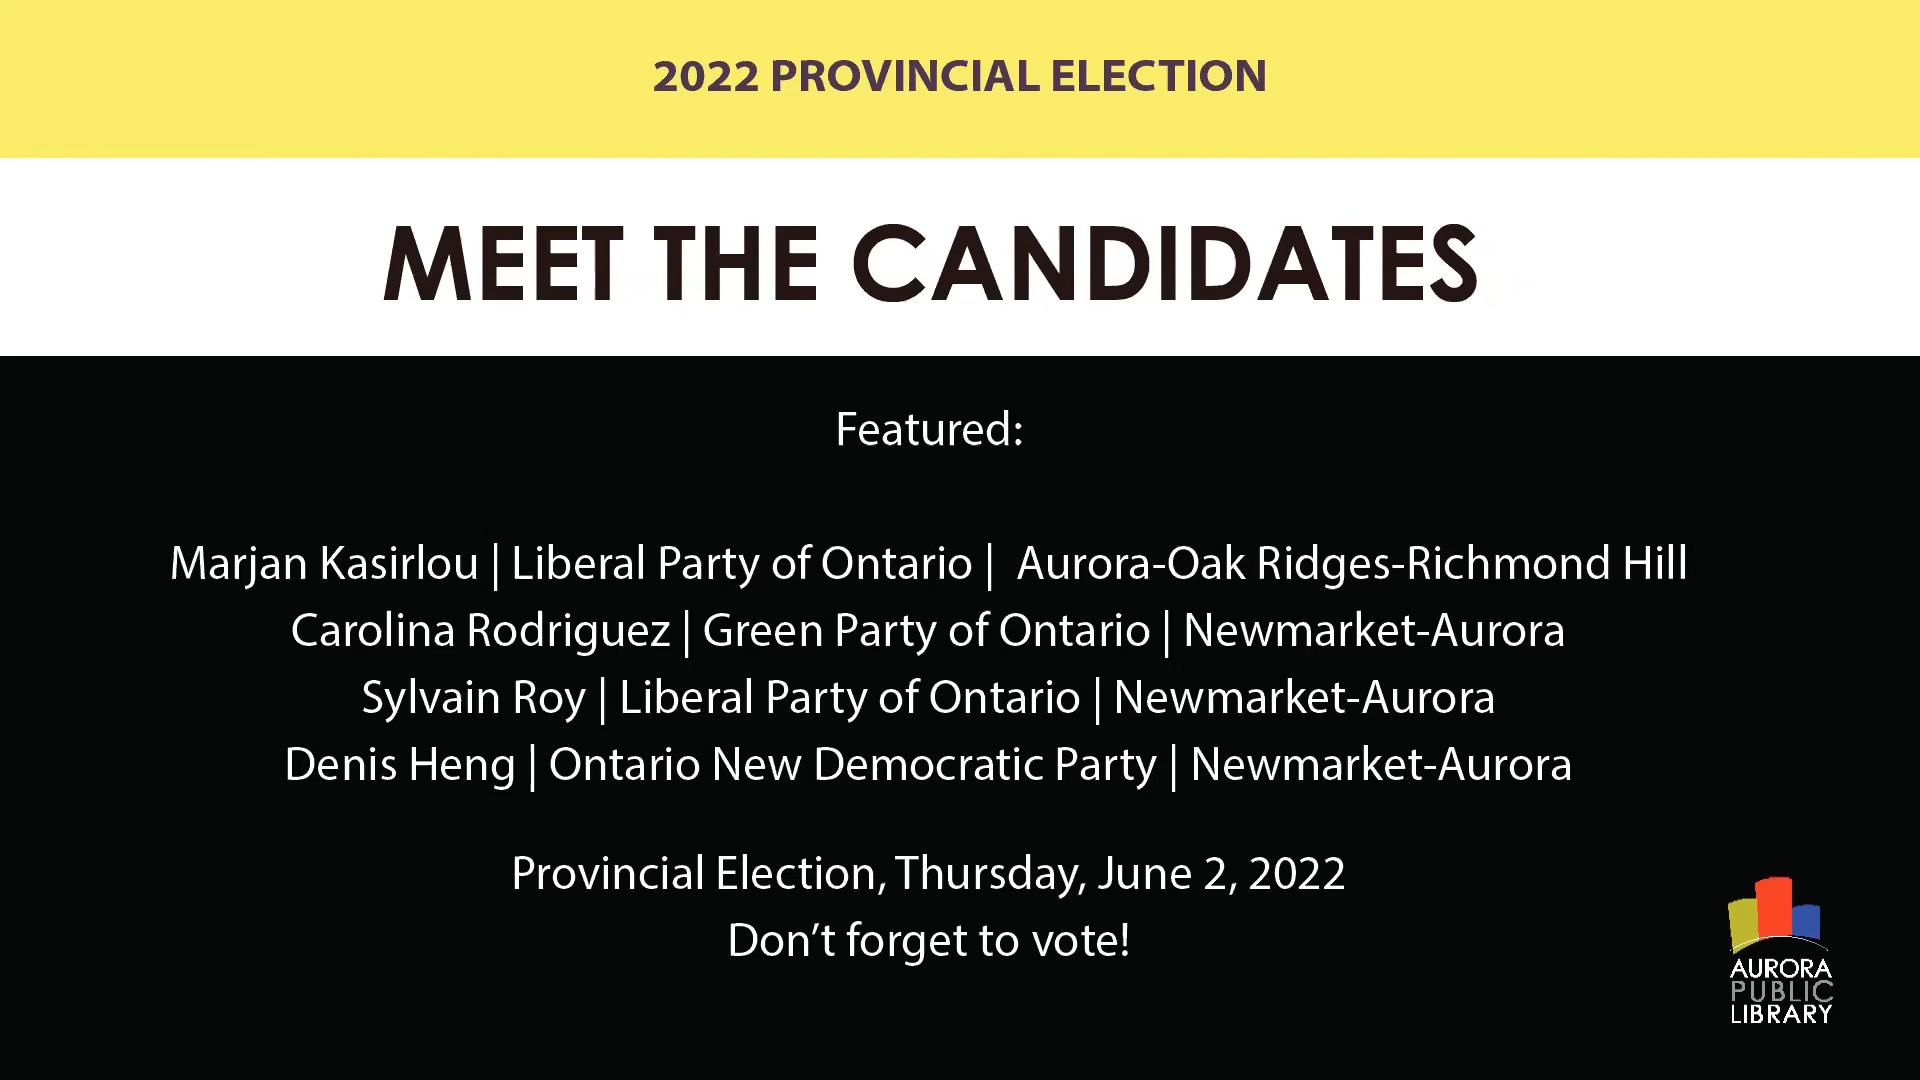 2022 PROVINCIAL ELECTION
MEET THE CANDIDATES
Featured:
Marjan Kasirlou | Liberal Party of Ontario | Aurora-Oak Ridges-Richmond Hill
Carolina Rodriguez | Green Party of Ontario | Newmarket-Aurora
Sylvain Roy | Liberal Party of Ontario | Newmarket-Aurora
Denis Heng | Ontario New Democratic Party | Newmarket-Aurora
Provincial Election, Thursday, June 2, 2022
Don’t forget to vote!
AURORA
PUBLIC
LIBRARY